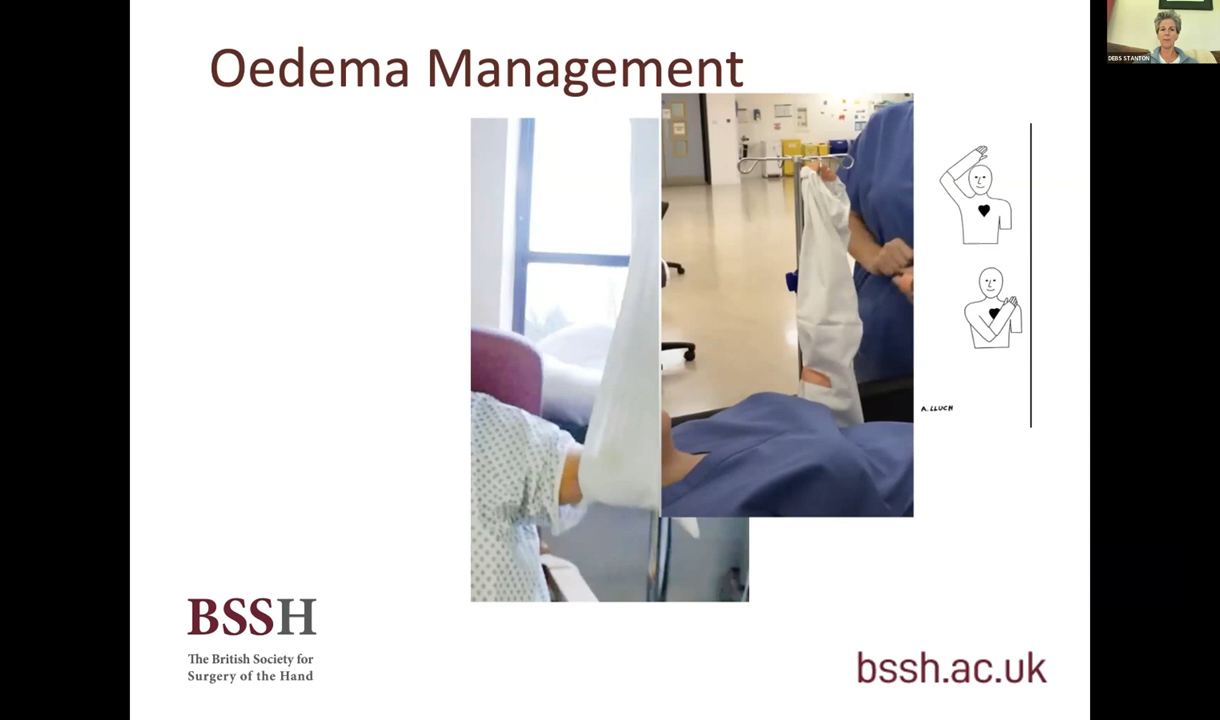 Oedema Management
DEBS STANTON
A. LLUCH
BSSH
The British Society for
Surgery of the Hand
bssh.ac.uk